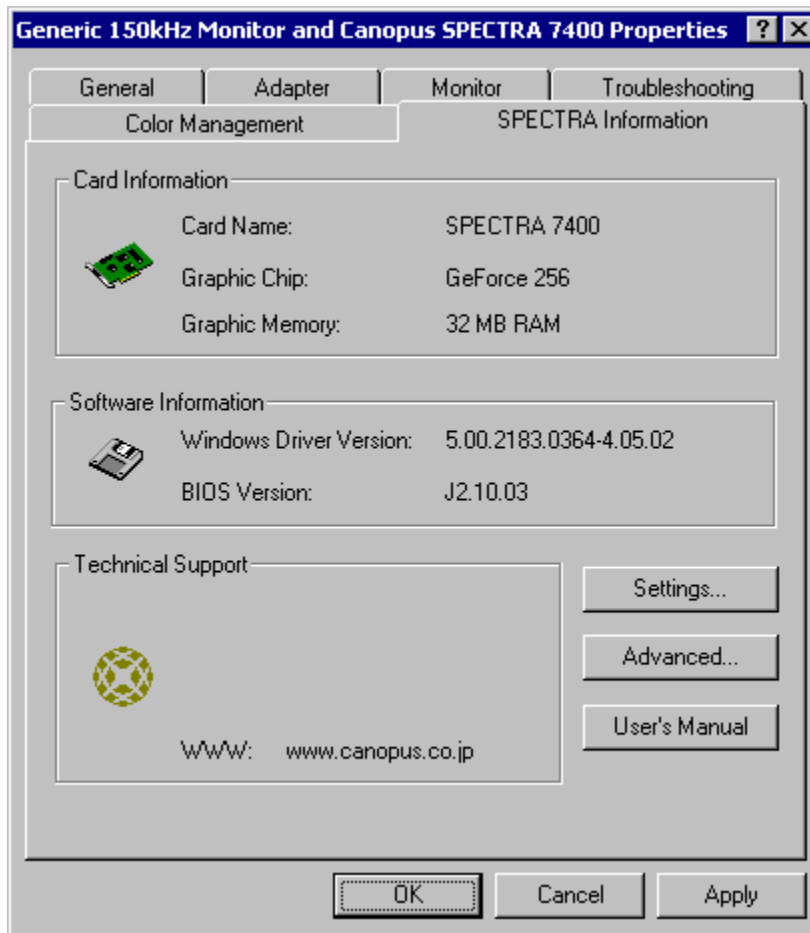 Generic 150kHz Monitor and Canopus SPECTRA 7400 Properties
General Adapter Monitor Troubleshooting
Color Management SPECTRA Information
Card Information
Card Name: SPECTRA 7400
Graphic Chip: GeForce 256
Graphic Memory: 32 MB RAM
Software Information
Windows Driver Version: 5.00.2183.0364-4.05.02
BIOS Version: J2.10.03
Technical Support
WWW: www.canopus.co.jp
Settings...
Advanced...
User's Manual
OK Cancel Apply